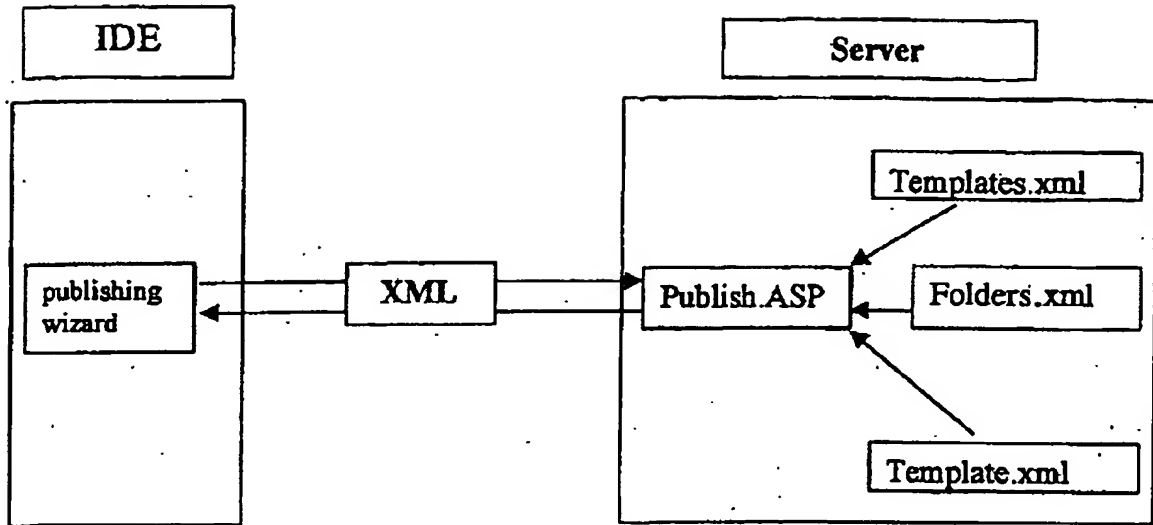 IDE
Server
Templates.xml
publishing
wizard
XML
Publish.ASP
Folders.xml
Template.xml